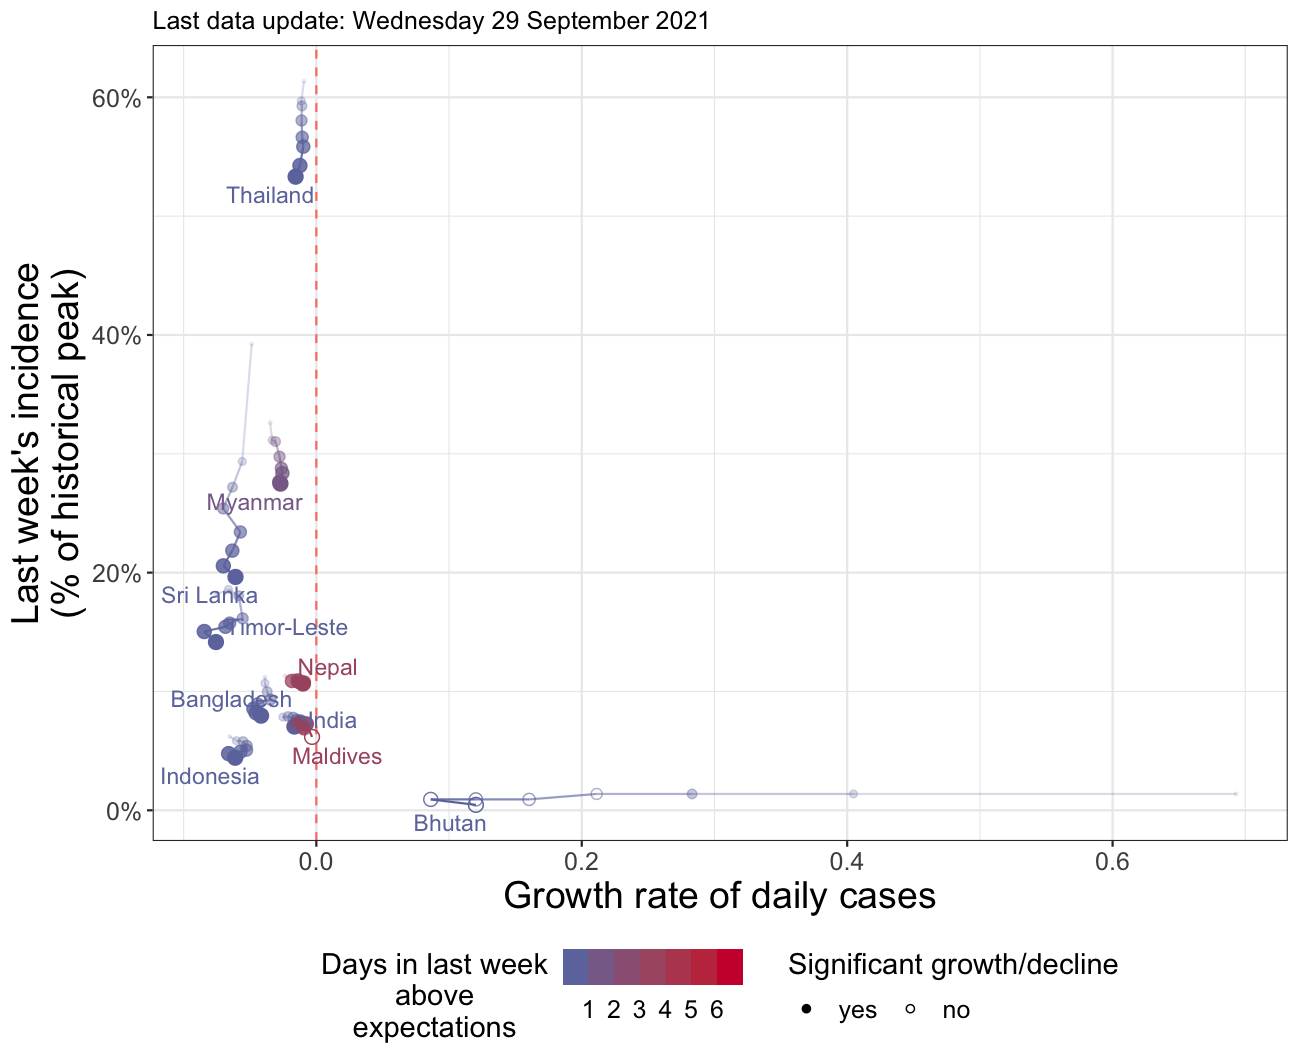 Last data update: Wednesday 29 September 2021
60%
40%
20%
0%
Last week's incidence
(% of historical peak)
Thailand
Myanmar
Sri Lanka
Timor-Leste
Nepal
Bangladesh
India
Maldives
Indonesia
Bhutan
0.0 0.2 0.4 0.6
Growth rate of daily cases
Days in last week
above
expectations
1 2 3 4 5 6
Significant growth/decline
yes no